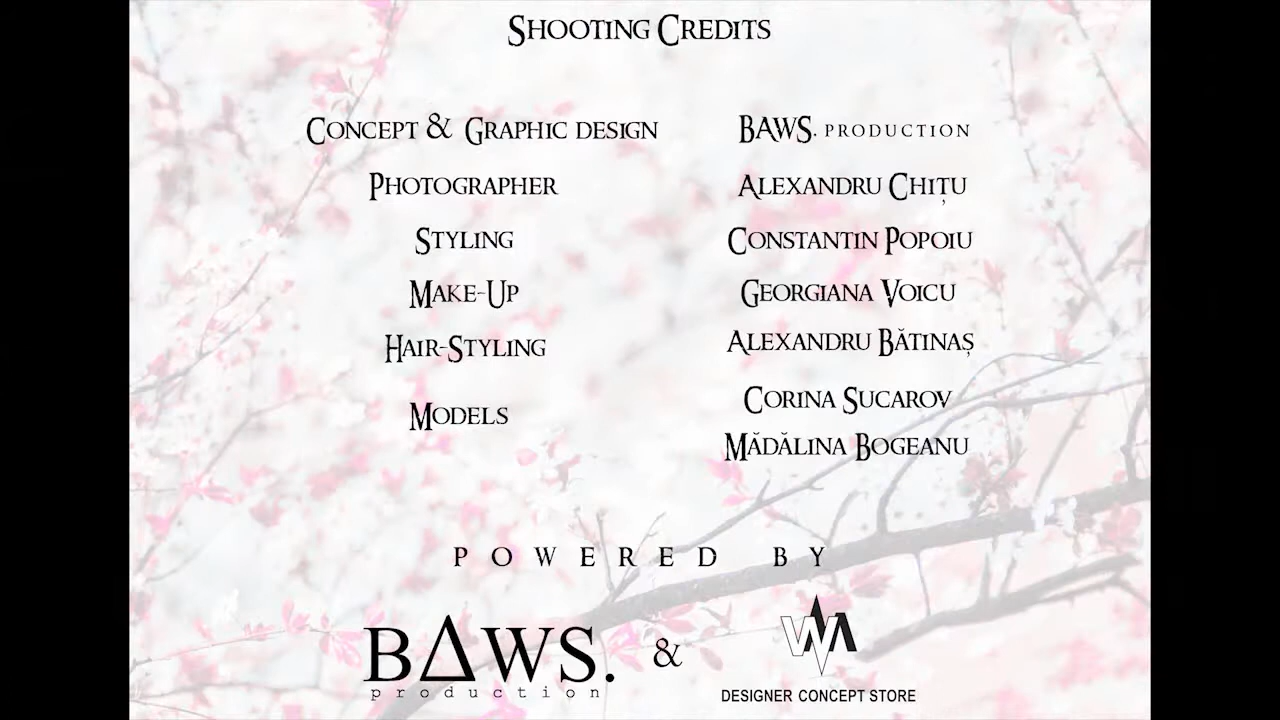 Shooting Credits
Concept & Graphic design BAWS. PRODUCTION
Photographer Alexandru Chițu
Styling Constantin Popoiu
Make-Up Georgiana Voicu
Hair-Styling Alexandru Bătinaș
Models Corina Sucarov
Mădălina Bogeanu
POWERED BY
BΔWS. & WM
production DESIGNER CONCEPT STORE